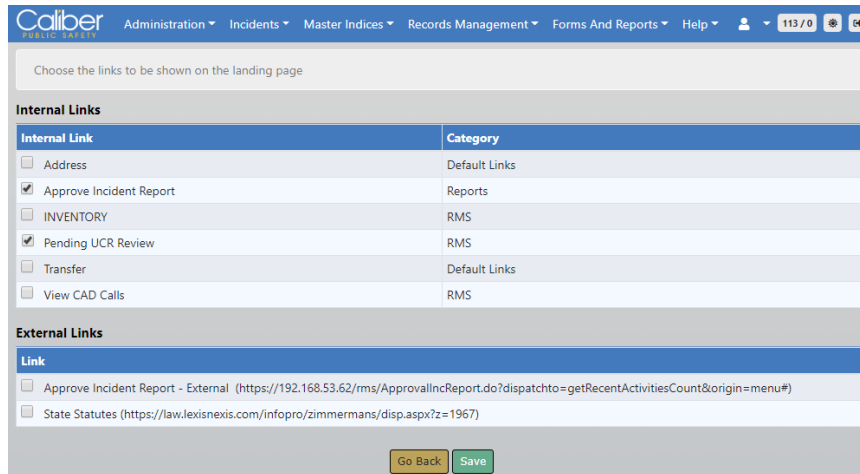 Caliber
PUBLIC SAFETY
Administration Incidents Master Indices Records Management Forms And Reports Help 113 / 0
Choose the links to be shown on the landing page
Internal Links
Internal Link Category
Address Default Links
Approve Incident Report Reports
INVENTORY RMS
Pending UCR Review RMS
Transfer Default Links
View CAD Calls RMS
External Links
Link
Approve Incident Report - External (https://192.168.53.62/rms/ApprovalIncReport.do?dispatchto=getRecentActivitiesCount&origin=menu#)
State Statutes (https://law.lexisnexis.com/infopro/zimmermans/disp.aspx?z=1967)
Go Back Save